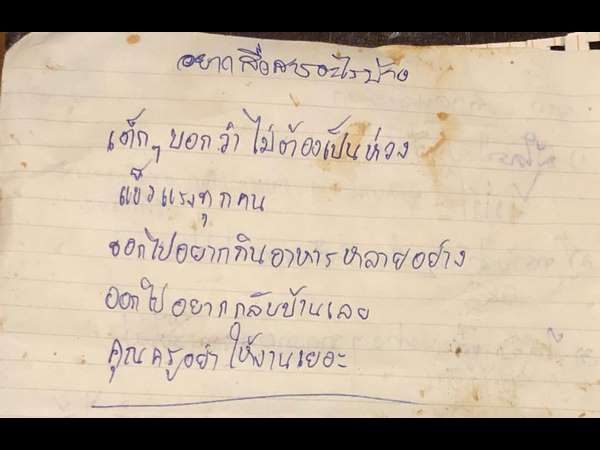 อยากสื่อสารอะไรบ้าง
เด็กๆ บอกว่า ไม่ต้องเป็นห่วง
แข็งแรงทุกคน
ออกไปอยากกินอาหารหลายอย่าง
ออกไปอยากกลับบ้านเลย
คุณครูอย่าให้งานเยอะ